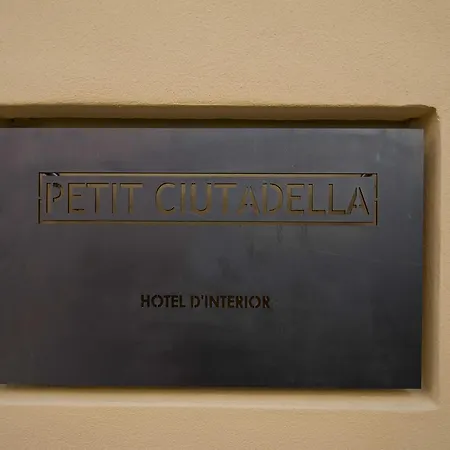 PETIT CIUTADELLA
HOTEL D'INTERIOR